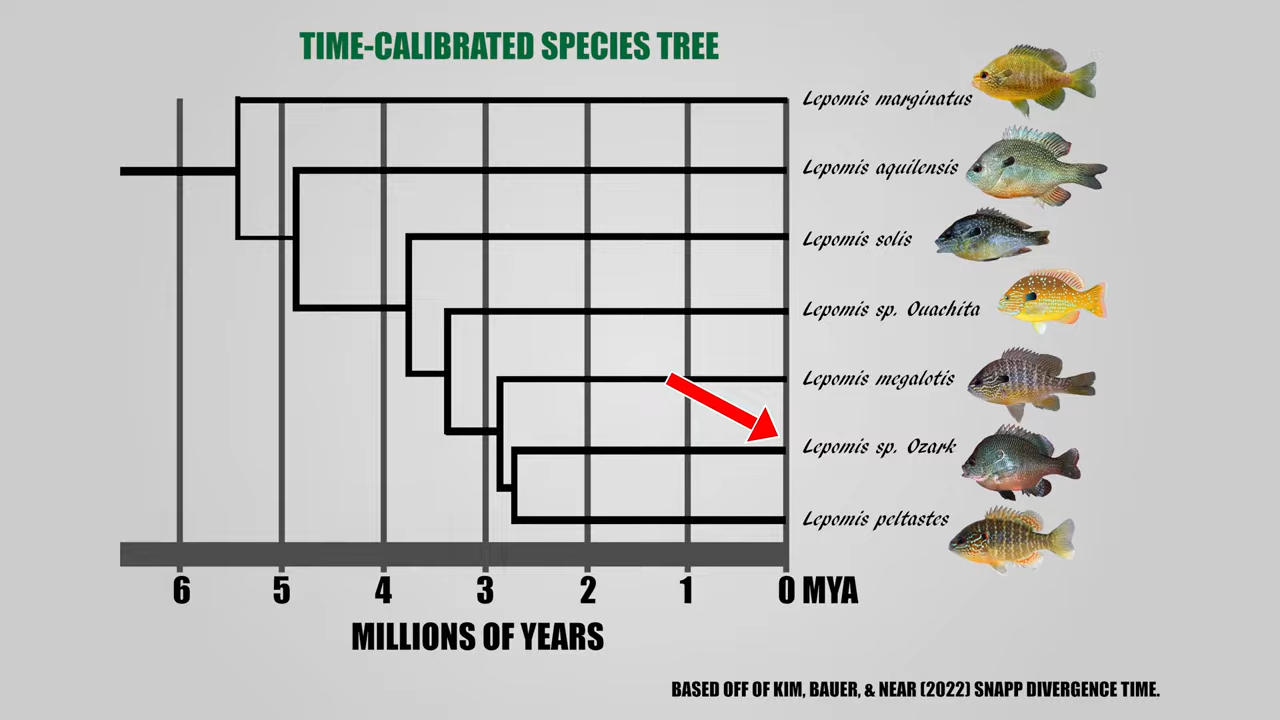 TIME-CALIBRATED SPECIES TREE
Lepomis marginatus
Lepomis aquilensis
Lepomis solis
Lepomis sp. Ouachita
Lepomis megalotis
Lepomis sp. Ozark
Lepomis peltastes
6 5 4 3 2 1 0 MYA
MILLIONS OF YEARS
BASED OFF OF KIM, BAUER, & NEAR (2022) SNAPP DIVERGENCE TIME.